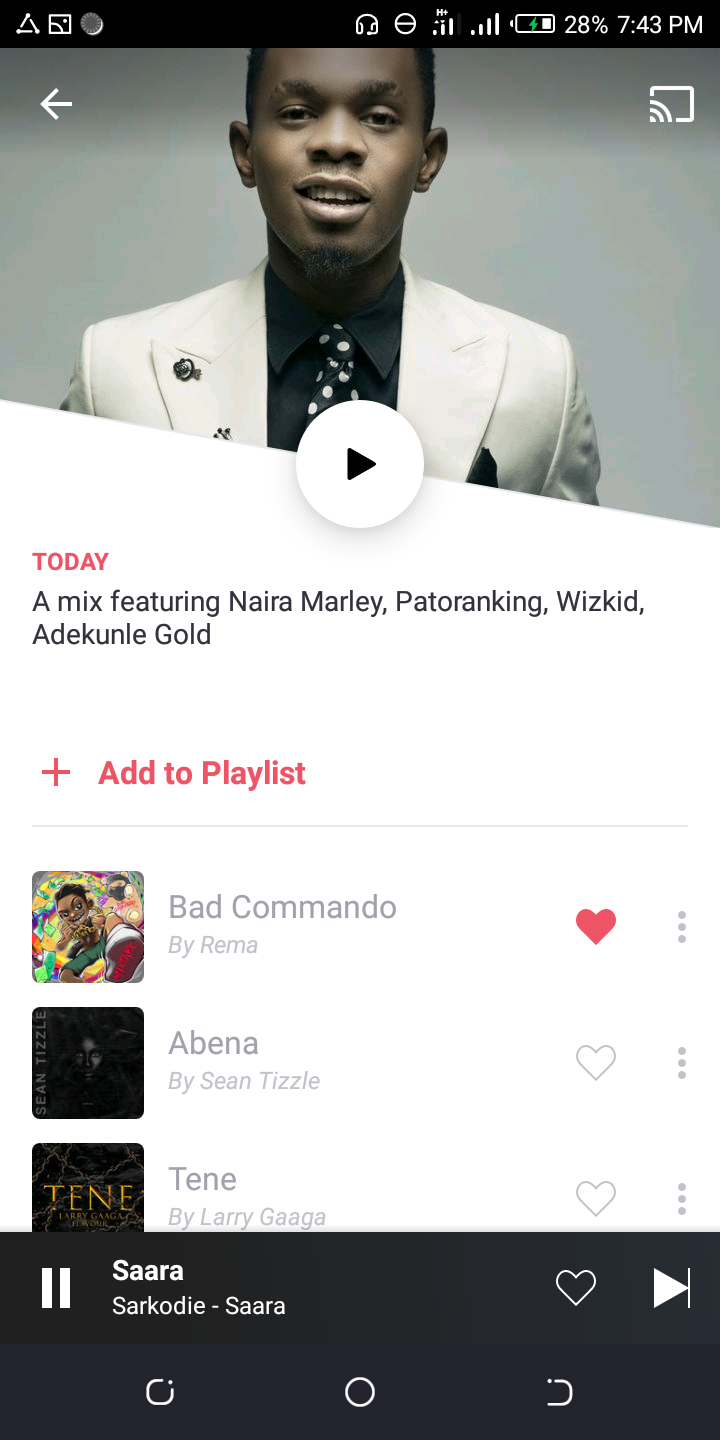 H+
28% 7:43 PM
TODAY
A mix featuring Naira Marley, Patoranking, Wizkid,
Adekunle Gold
Add to Playlist
Bad Commando
By Rema
SEAN TIZZLE
Abena
By Sean Tizzle
TENE
LARRY GAAGA
FLAVOUR
Tene
By Larry Gaaga
Saara
Sarkodie - Saara